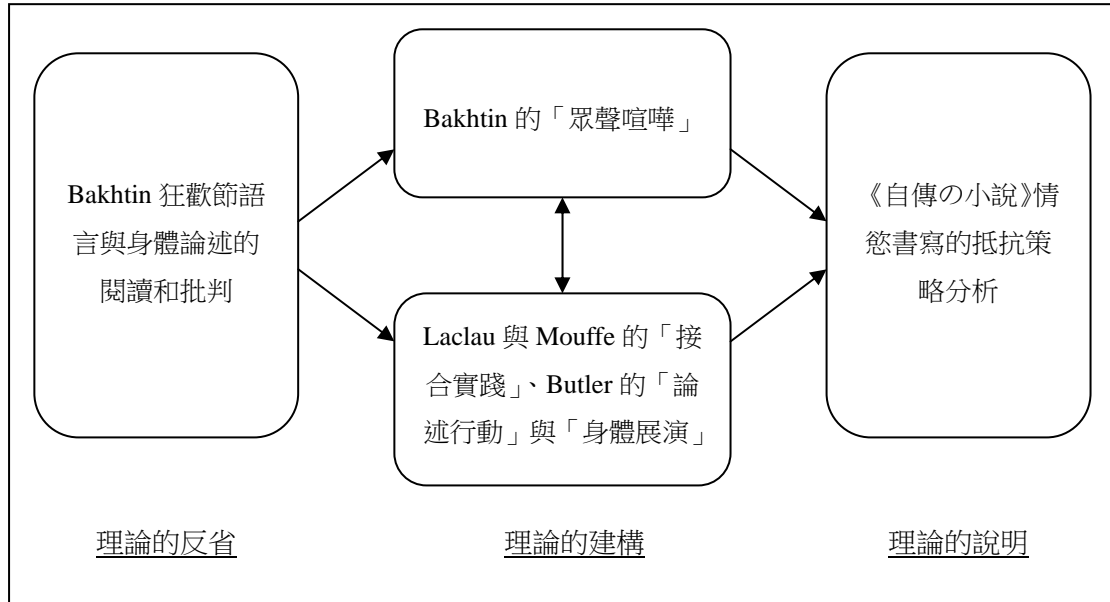 Bakhtin 狂歡節語
言與身體論述的
閱讀和批判
Bakhtin 的「眾聲喧嘩」
Laclau 與 Mouffe 的「接
合實踐」、Butler 的「論
述行動」與「身體展演」
《自傳の小說》情
慾書寫的抵抗策
略分析
理論的反省
理論的建構
理論的說明